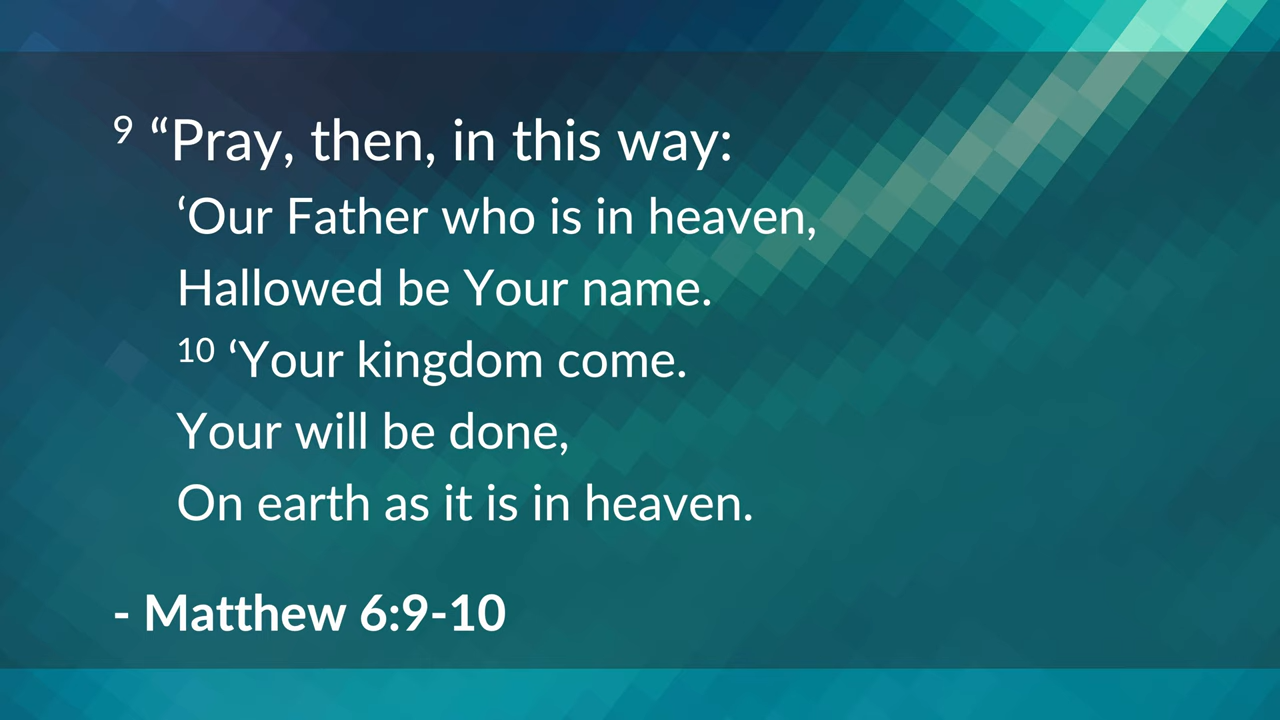 9 “Pray, then, in this way:
‘Our Father who is in heaven,
Hallowed be Your name.
10 ‘Your kingdom come.
Your will be done,
On earth as it is in heaven.
- Matthew 6:9-10